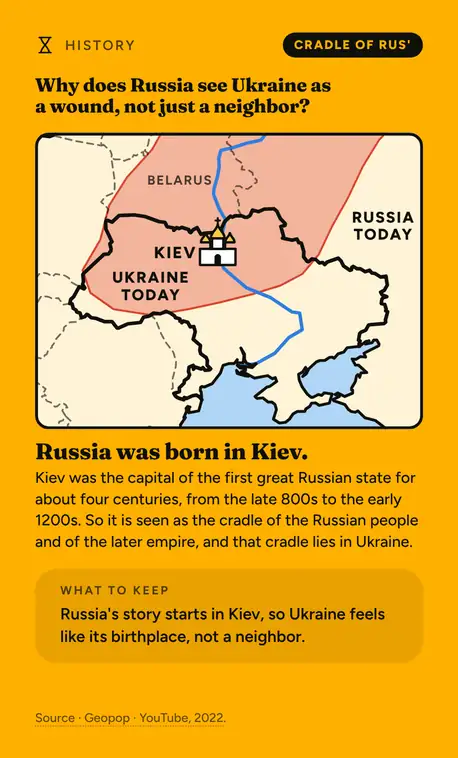 HISTORY
CRADLE OF RUS'
Why does Russia see Ukraine as
a wound, not just a neighbor?
BELARUS
RUSSIA
TODAY
KIEV
UKRAINE
TODAY
Russia was born in Kiev.
Kiev was the capital of the first great Russian state for
about four centuries, from the late 800s to the early
1200s. So it is seen as the cradle of the Russian people
and of the later empire, and that cradle lies in Ukraine.
WHAT TO KEEP
Russia's story starts in Kiev, so Ukraine feels
like its birthplace, not a neighbor.
Source · Geopop · YouTube, 2022.